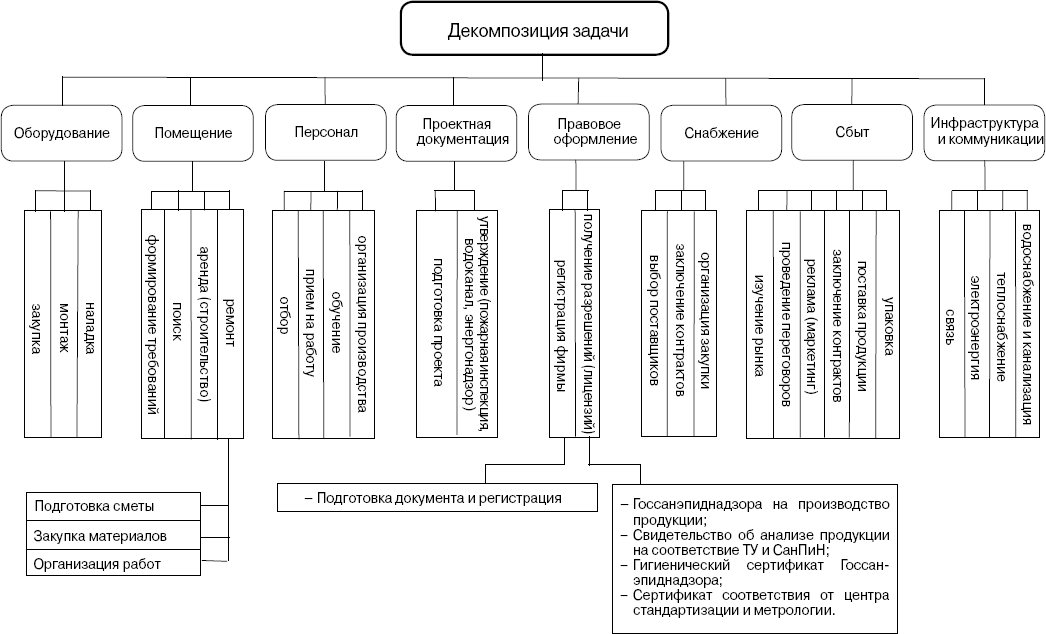 Декомпозиция задачи
Оборудование
Помещение
Персонал
Проектная
документация
Правовое
оформление
Снабжение
Сбыт
Инфраструктура
и коммуникации
закупка
монтаж
наладка
формирование требований
поиск
аренда (строительство)
ремонт
отбор
прием на работу
обучение
организация производства
подготовка проекта
утверждение (пожарная инспекция,
водоканал, энергонадзор)
регистрация фирмы
получение разрешений (лицензий)
выбор поставщиков
заключение контрактов
организация закупки
изучение рынка
проведение переговоров
реклама (маркетинг)
заключение контрактов
поставка продукции
упаковка
связь
электроэнергия
теплоснабжение
водоснабжение и канализация
Подготовка сметы
Закупка материалов
Организация работ
– Подготовка документа и регистрация
– Госсанэпиднадзора на производство
продукции;
– Свидетельство об анализе продукции
на соответствие ТУ и СанПиН;
– Гигиенический сертификат Госсан-
эпиднадзора;
– Сертификат соответствия от центра
стандартизации и метрологии.